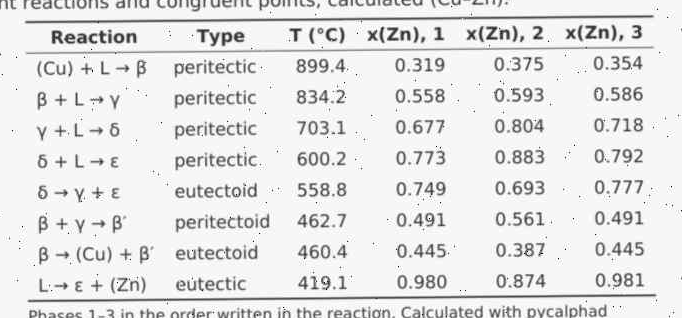 nt reactions and congruent points, calculated (Cu–Zn).
Reaction Type T (°C) x(Zn), 1 x(Zn), 2 x(Zn), 3
(Cu) + L → β peritectic 899.4 0.319 0.375 0.354
β + L → γ peritectic 834.2 0.558 0.593 0.586
γ + L → δ peritectic 703.1 0.677 0.804 0.718
δ + L → ε peritectic 600.2 0.773 0.883 0.792
δ → γ + ε eutectoid 558.8 0.749 0.693 0.777
β + γ → β′ peritectoid 462.7 0.491 0.561 0.491
β → (Cu) + β′ eutectoid 460.4 0.445 0.387 0.445
L → ε + (Zn) eutectic 419.1 0.980 0.874 0.981
Phases 1–3 in the order written in the reaction. Calculated with pycalphad